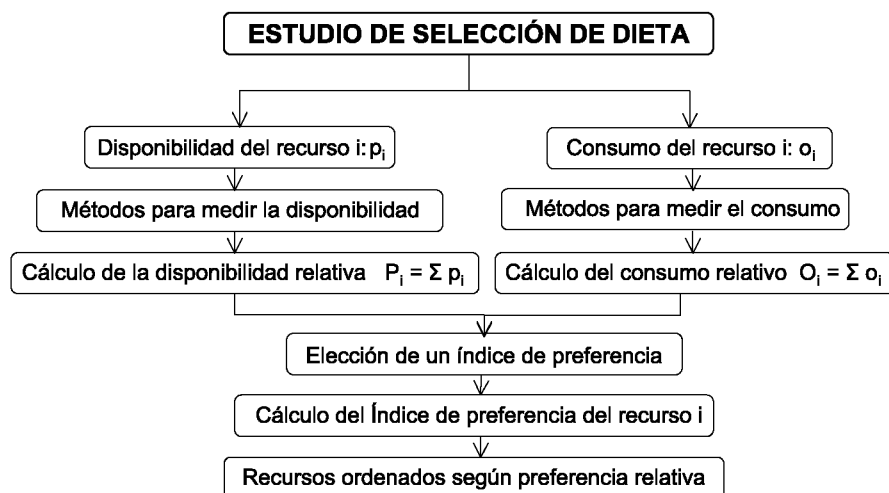 ESTUDIO DE SELECCIÓN DE DIETA
Disponibilidad del recurso i: pᵢ
Consumo del recurso i: oᵢ
Métodos para medir la disponibilidad
Métodos para medir el consumo
Cálculo de la disponibilidad relativa Pᵢ = Σ pᵢ
Cálculo del consumo relativo Oᵢ = Σ oᵢ
Elección de un índice de preferencia
Cálculo del Índice de preferencia del recurso i
Recursos ordenados según preferencia relativa